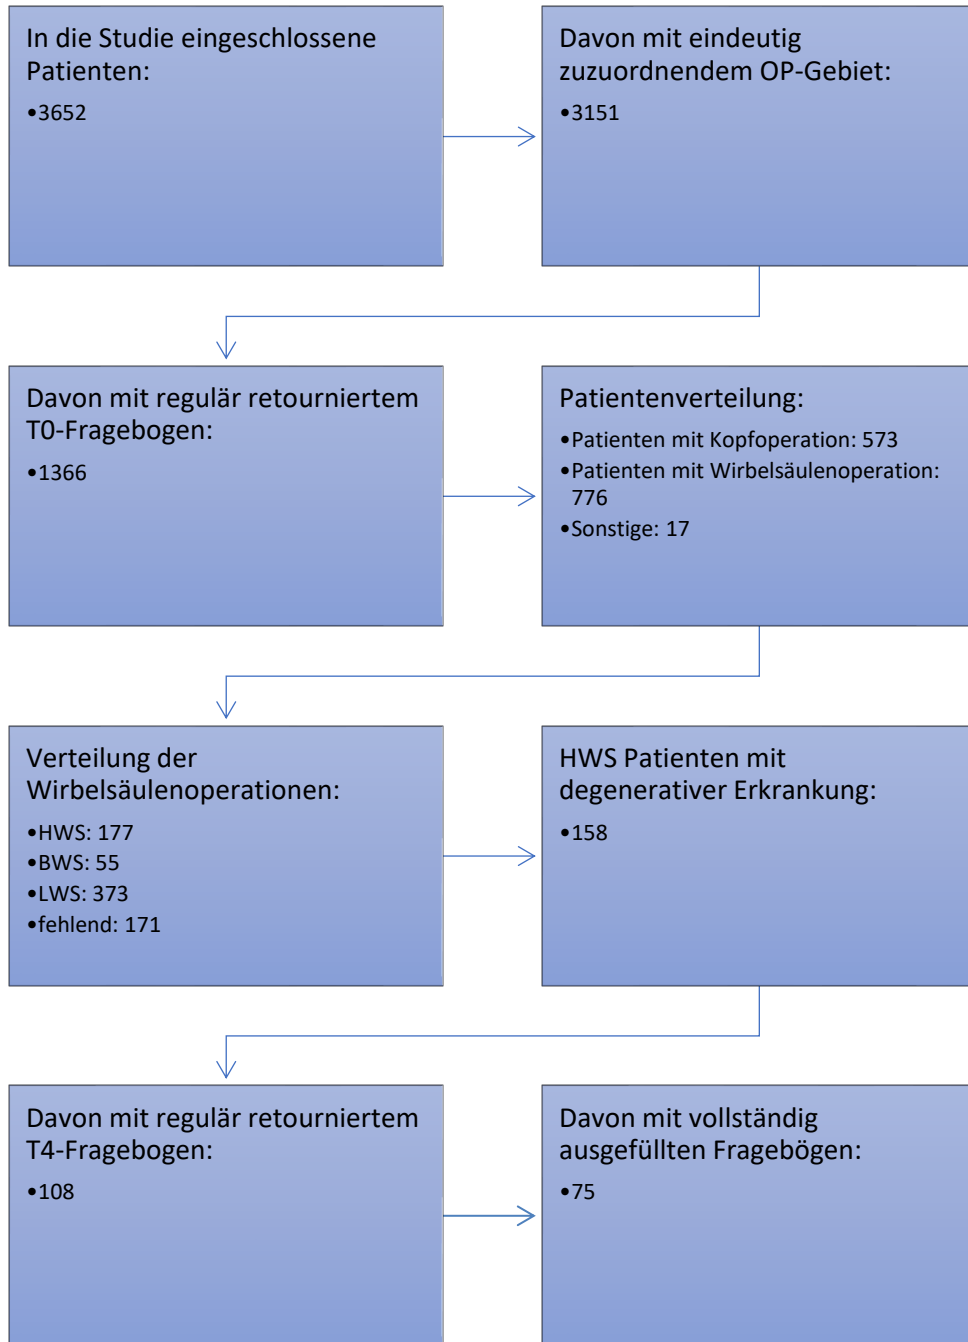 In die Studie eingeschlossene
Patienten:
•3652
Davon mit eindeutig
zuzuordnendem OP-Gebiet:
•3151
Davon mit regulär retourniertem
T0-Fragebogen:
•1366
Patientenverteilung:
•Patienten mit Kopfoperation: 573
•Patienten mit Wirbelsäulenoperation:
776
•Sonstige: 17
Verteilung der
Wirbelsäulenoperationen:
•HWS: 177
•BWS: 55
•LWS: 373
•fehlend: 171
HWS Patienten mit
degenerativer Erkrankung:
•158
Davon mit regulär retourniertem
T4-Fragebogen:
•108
Davon mit vollständig
ausgefüllten Fragebögen:
•75